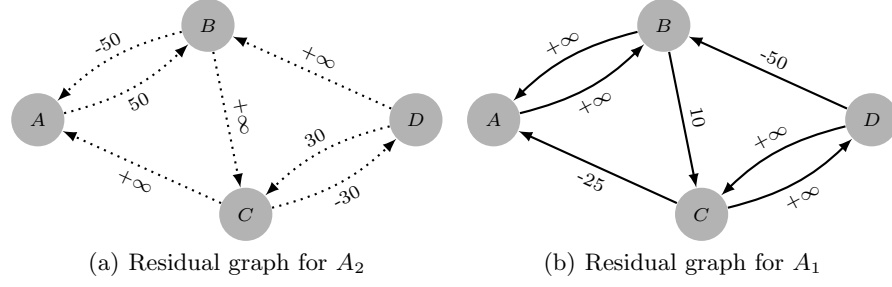 B
-50
+∞
50
+∞
A
D
30
+∞
-30
C
(a) Residual graph for A2
B
+∞
-50
+∞
10
A
D
+∞
-25
+∞
C
(b) Residual graph for A1